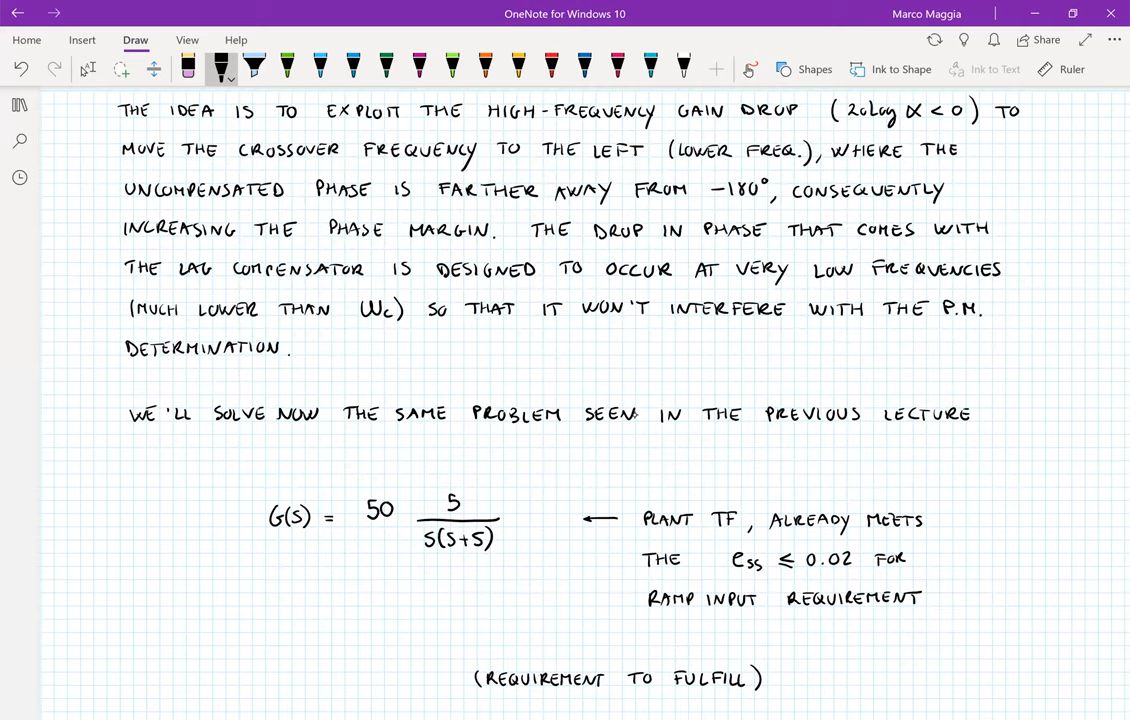 OneNote for Windows 10
Marco Maggia
Home Insert Draw View Help
Share
Shapes Ink to Shape Ink to Text Ruler
THE IDEA IS TO EXPLOIT THE HIGH-FREQUENCY GAIN DROP (20log α < 0) TO
MOVE THE CROSSOVER FREQUENCY TO THE LEFT (LOWER FREQ.), WHERE THE
UNCOMPENSATED PHASE IS FARTHER AWAY FROM -180°, CONSEQUENTLY
INCREASING THE PHASE MARGIN. THE DROP IN PHASE THAT COMES WITH
THE LAG COMPENSATOR IS DESIGNED TO OCCUR AT VERY LOW FREQUENCIES
(MUCH LOWER THAN ωc) SO THAT IT WON'T INTERFERE WITH THE P.M.
DETERMINATION.
WE'LL SOLVE NOW THE SAME PROBLEM SEEN IN THE PREVIOUS LECTURE
G(s) = 50 5 / s(s+5) ← PLANT TF, ALREADY MEETS
THE ess ≤ 0.02 FOR
RAMP INPUT REQUIREMENT
(REQUIREMENT TO FULFILL)